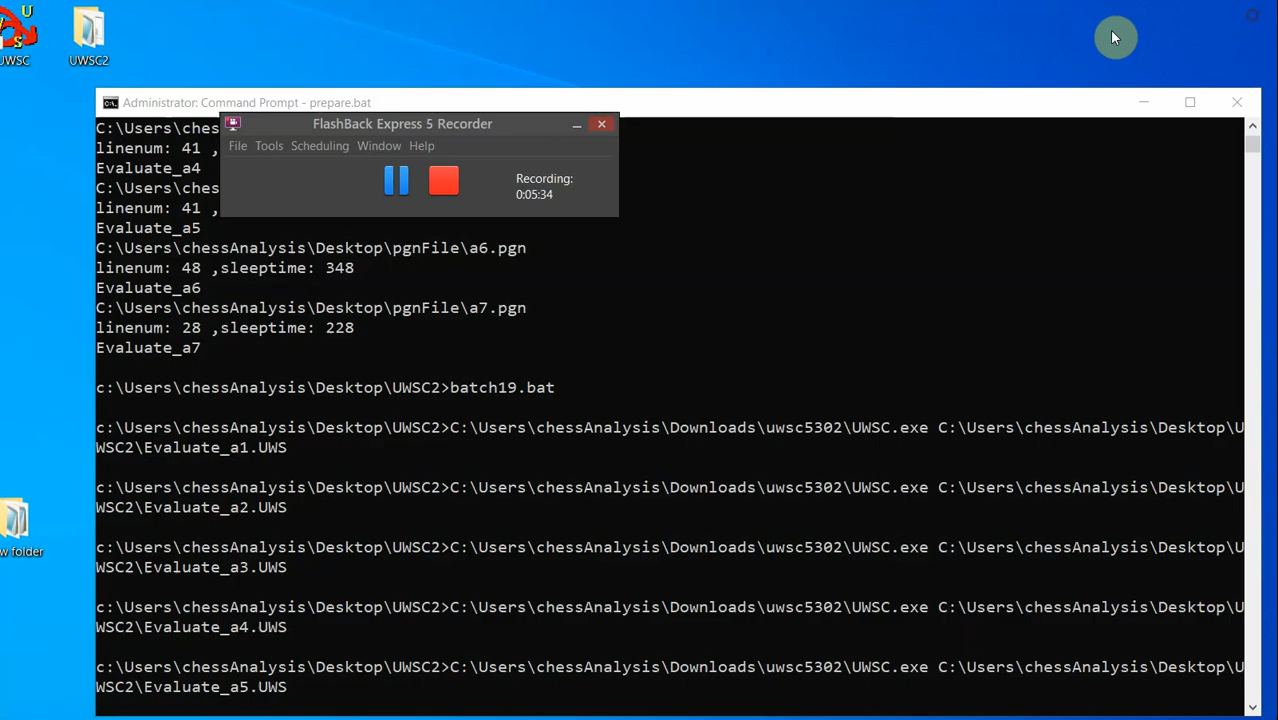 U
S
UWSC
UWSC2
Administrator: Command Prompt - prepare.bat
FlashBack Express 5 Recorder
File Tools Scheduling Window Help
Recording:
0:05:34
C:\Users\ches
linenum: 41 ,
Evaluate_a4
C:\Users\ches
linenum: 41 ,
Evaluate_a5
C:\Users\chessAnalysis\Desktop\pgnFile\a6.pgn
linenum: 48 ,sleeptime: 348
Evaluate_a6
C:\Users\chessAnalysis\Desktop\pgnFile\a7.pgn
linenum: 28 ,sleeptime: 228
Evaluate_a7
c:\Users\chessAnalysis\Desktop\UWSC2>batch19.bat
c:\Users\chessAnalysis\Desktop\UWSC2>C:\Users\chessAnalysis\Downloads\uwsc5302\UWSC.exe C:\Users\chessAnalysis\Desktop\U
WSC2\Evaluate_a1.UWS
c:\Users\chessAnalysis\Desktop\UWSC2>C:\Users\chessAnalysis\Downloads\uwsc5302\UWSC.exe C:\Users\chessAnalysis\Desktop\U
WSC2\Evaluate_a2.UWS
c:\Users\chessAnalysis\Desktop\UWSC2>C:\Users\chessAnalysis\Downloads\uwsc5302\UWSC.exe C:\Users\chessAnalysis\Desktop\U
WSC2\Evaluate_a3.UWS
c:\Users\chessAnalysis\Desktop\UWSC2>C:\Users\chessAnalysis\Downloads\uwsc5302\UWSC.exe C:\Users\chessAnalysis\Desktop\U
WSC2\Evaluate_a4.UWS
c:\Users\chessAnalysis\Desktop\UWSC2>C:\Users\chessAnalysis\Downloads\uwsc5302\UWSC.exe C:\Users\chessAnalysis\Desktop\U
WSC2\Evaluate_a5.UWS
w folder